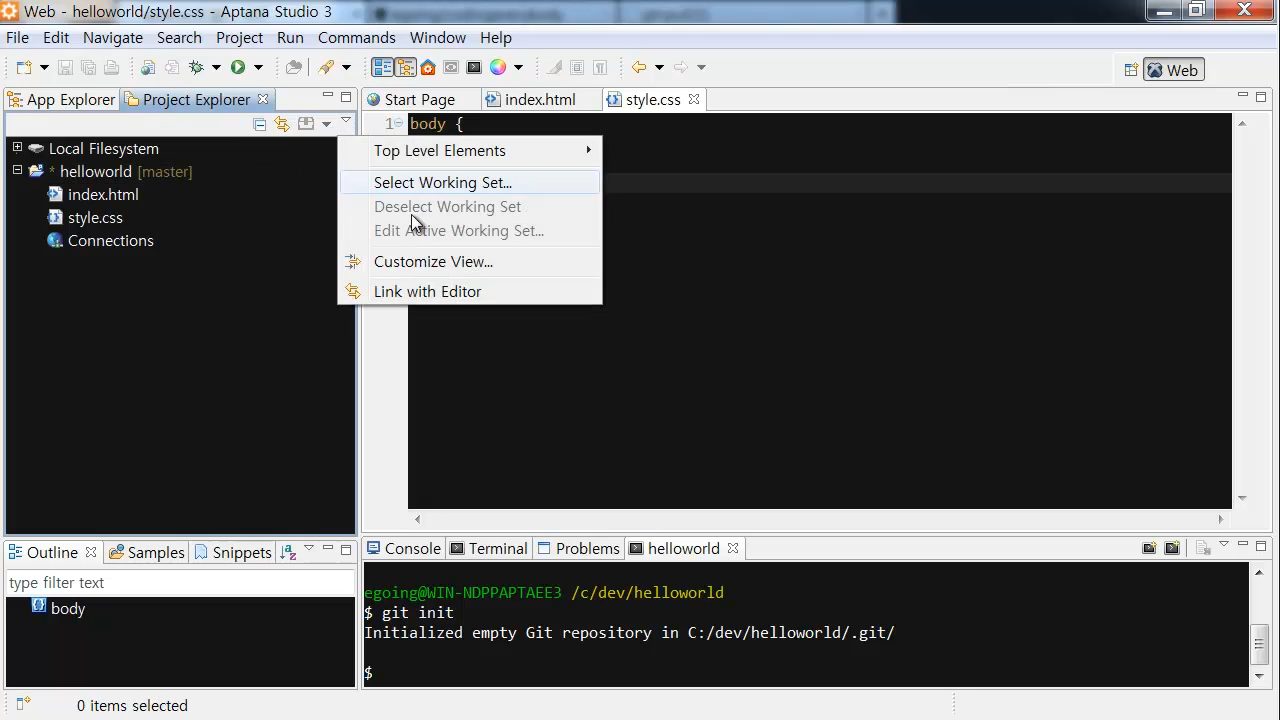 Web - helloworld/style.css - Aptana Studio 3
File Edit Navigate Search Project Run Commands Window Help
Web
App Explorer Project Explorer
Start Page index.html style.css
1 body {
Local Filesystem
* helloworld [master]
index.html
style.css
Connections
Top Level Elements
Select Working Set...
Deselect Working Set
Edit Active Working Set...
Customize View...
Link with Editor
Outline Samples Snippets
type filter text
body
Console Terminal Problems helloworld
egoing@WIN-NDPPAPTAEE3 /c/dev/helloworld
$ git init
Initialized empty Git repository in C:/dev/helloworld/.git/
$
0 items selected